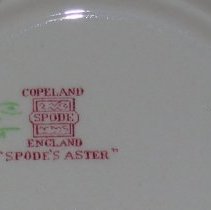 COPELAND
SPODE
ENGLAND
"SPODE'S ASTER"